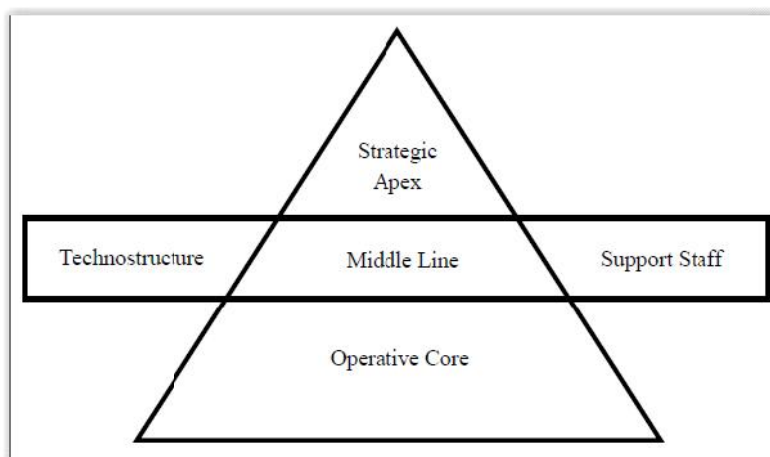 Strategic
Apex
Technostructure
Middle Line
Support Staff
Operative Core